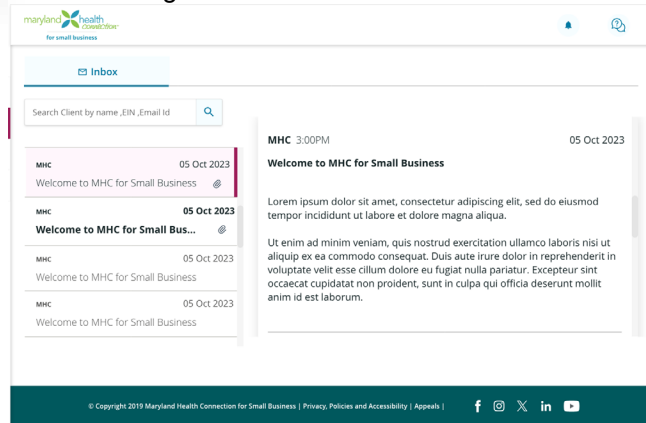 maryland health
CONNECTION
for small business
Inbox
Search Client by name ,EIN ,Email Id
MHC 05 Oct 2023
Welcome to MHC for Small Business
MHC 05 Oct 2023
Welcome to MHC for Small Bus...
MHC 05 Oct 2023
Welcome to MHC for Small Business
MHC 05 Oct 2023
Welcome to MHC for Small Business
MHC 3:00PM 05 Oct 2023
Welcome to MHC for Small Business
Lorem ipsum dolor sit amet, consectetur adipiscing elit, sed do eiusmod
tempor incididunt ut labore et dolore magna aliqua.
Ut enim ad minim veniam, quis nostrud exercitation ullamco laboris nisi ut
aliquip ex ea commodo consequat. Duis aute irure dolor in reprehenderit in
voluptate velit esse cillum dolore eu fugiat nulla pariatur. Excepteur sint
occaecat cupidatat non proident, sunt in culpa qui officia deserunt mollit
anim id est laborum.
© Copyright 2019 Maryland Health Connection for Small Business | Privacy, Policies and Accessibility | Appeals |